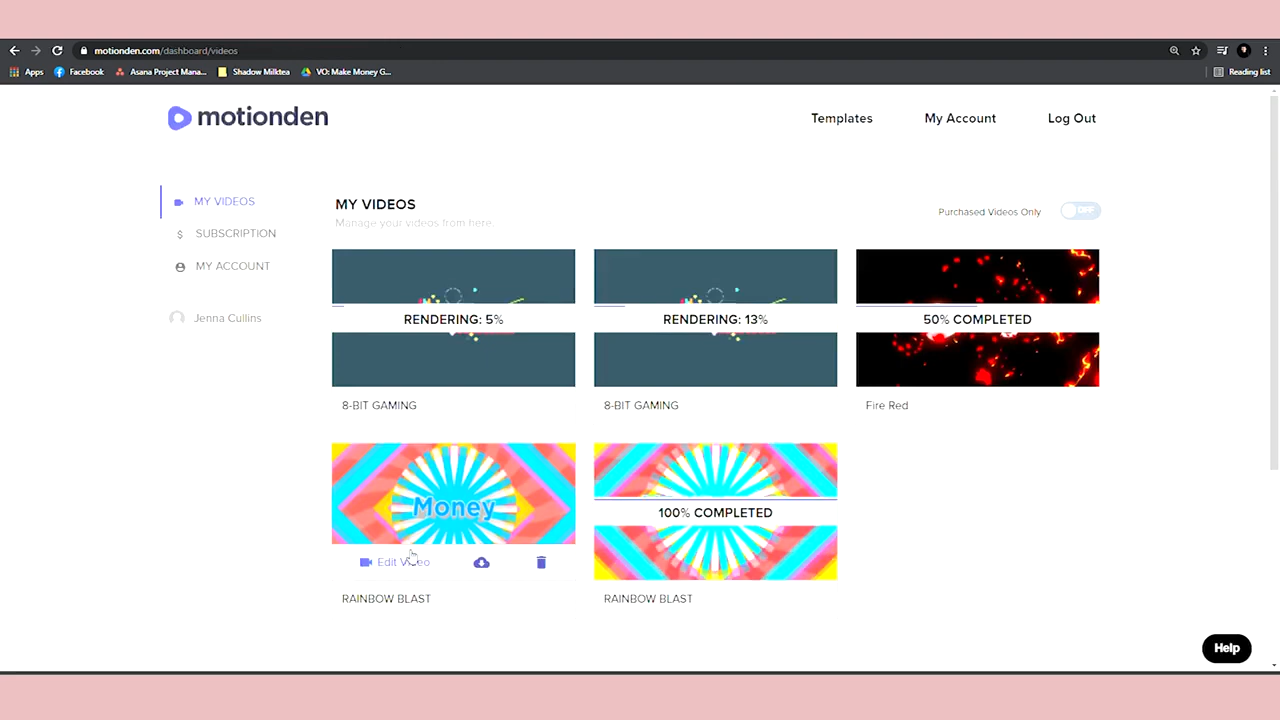 motionden.com/dashboard/videos
Apps Facebook Asana Project Mana... Shadow Milktea VO: Make Money G... Reading list
motionden Templates My Account Log Out
MY VIDEOS
SUBSCRIPTION
MY ACCOUNT
Jenna Cullins
MY VIDEOS
Manage your videos from here.
Purchased Videos Only OFF
RENDERING: 5% RENDERING: 13% 50% COMPLETED
8-BIT GAMING 8-BIT GAMING Fire Red
Money
100% COMPLETED
Edit Video
RAINBOW BLAST RAINBOW BLAST
Help